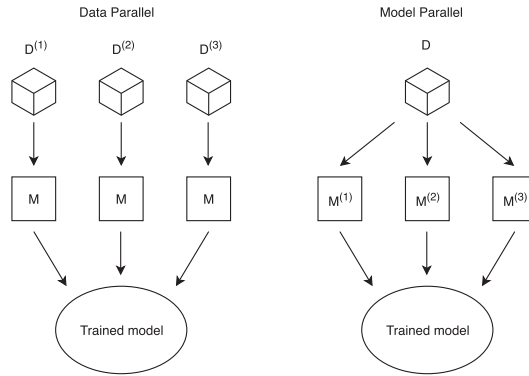 Data Parallel
D(1) D(2) D(3)
M M M
Trained model
Model Parallel
D
M(1) M(2) M(3)
Trained model